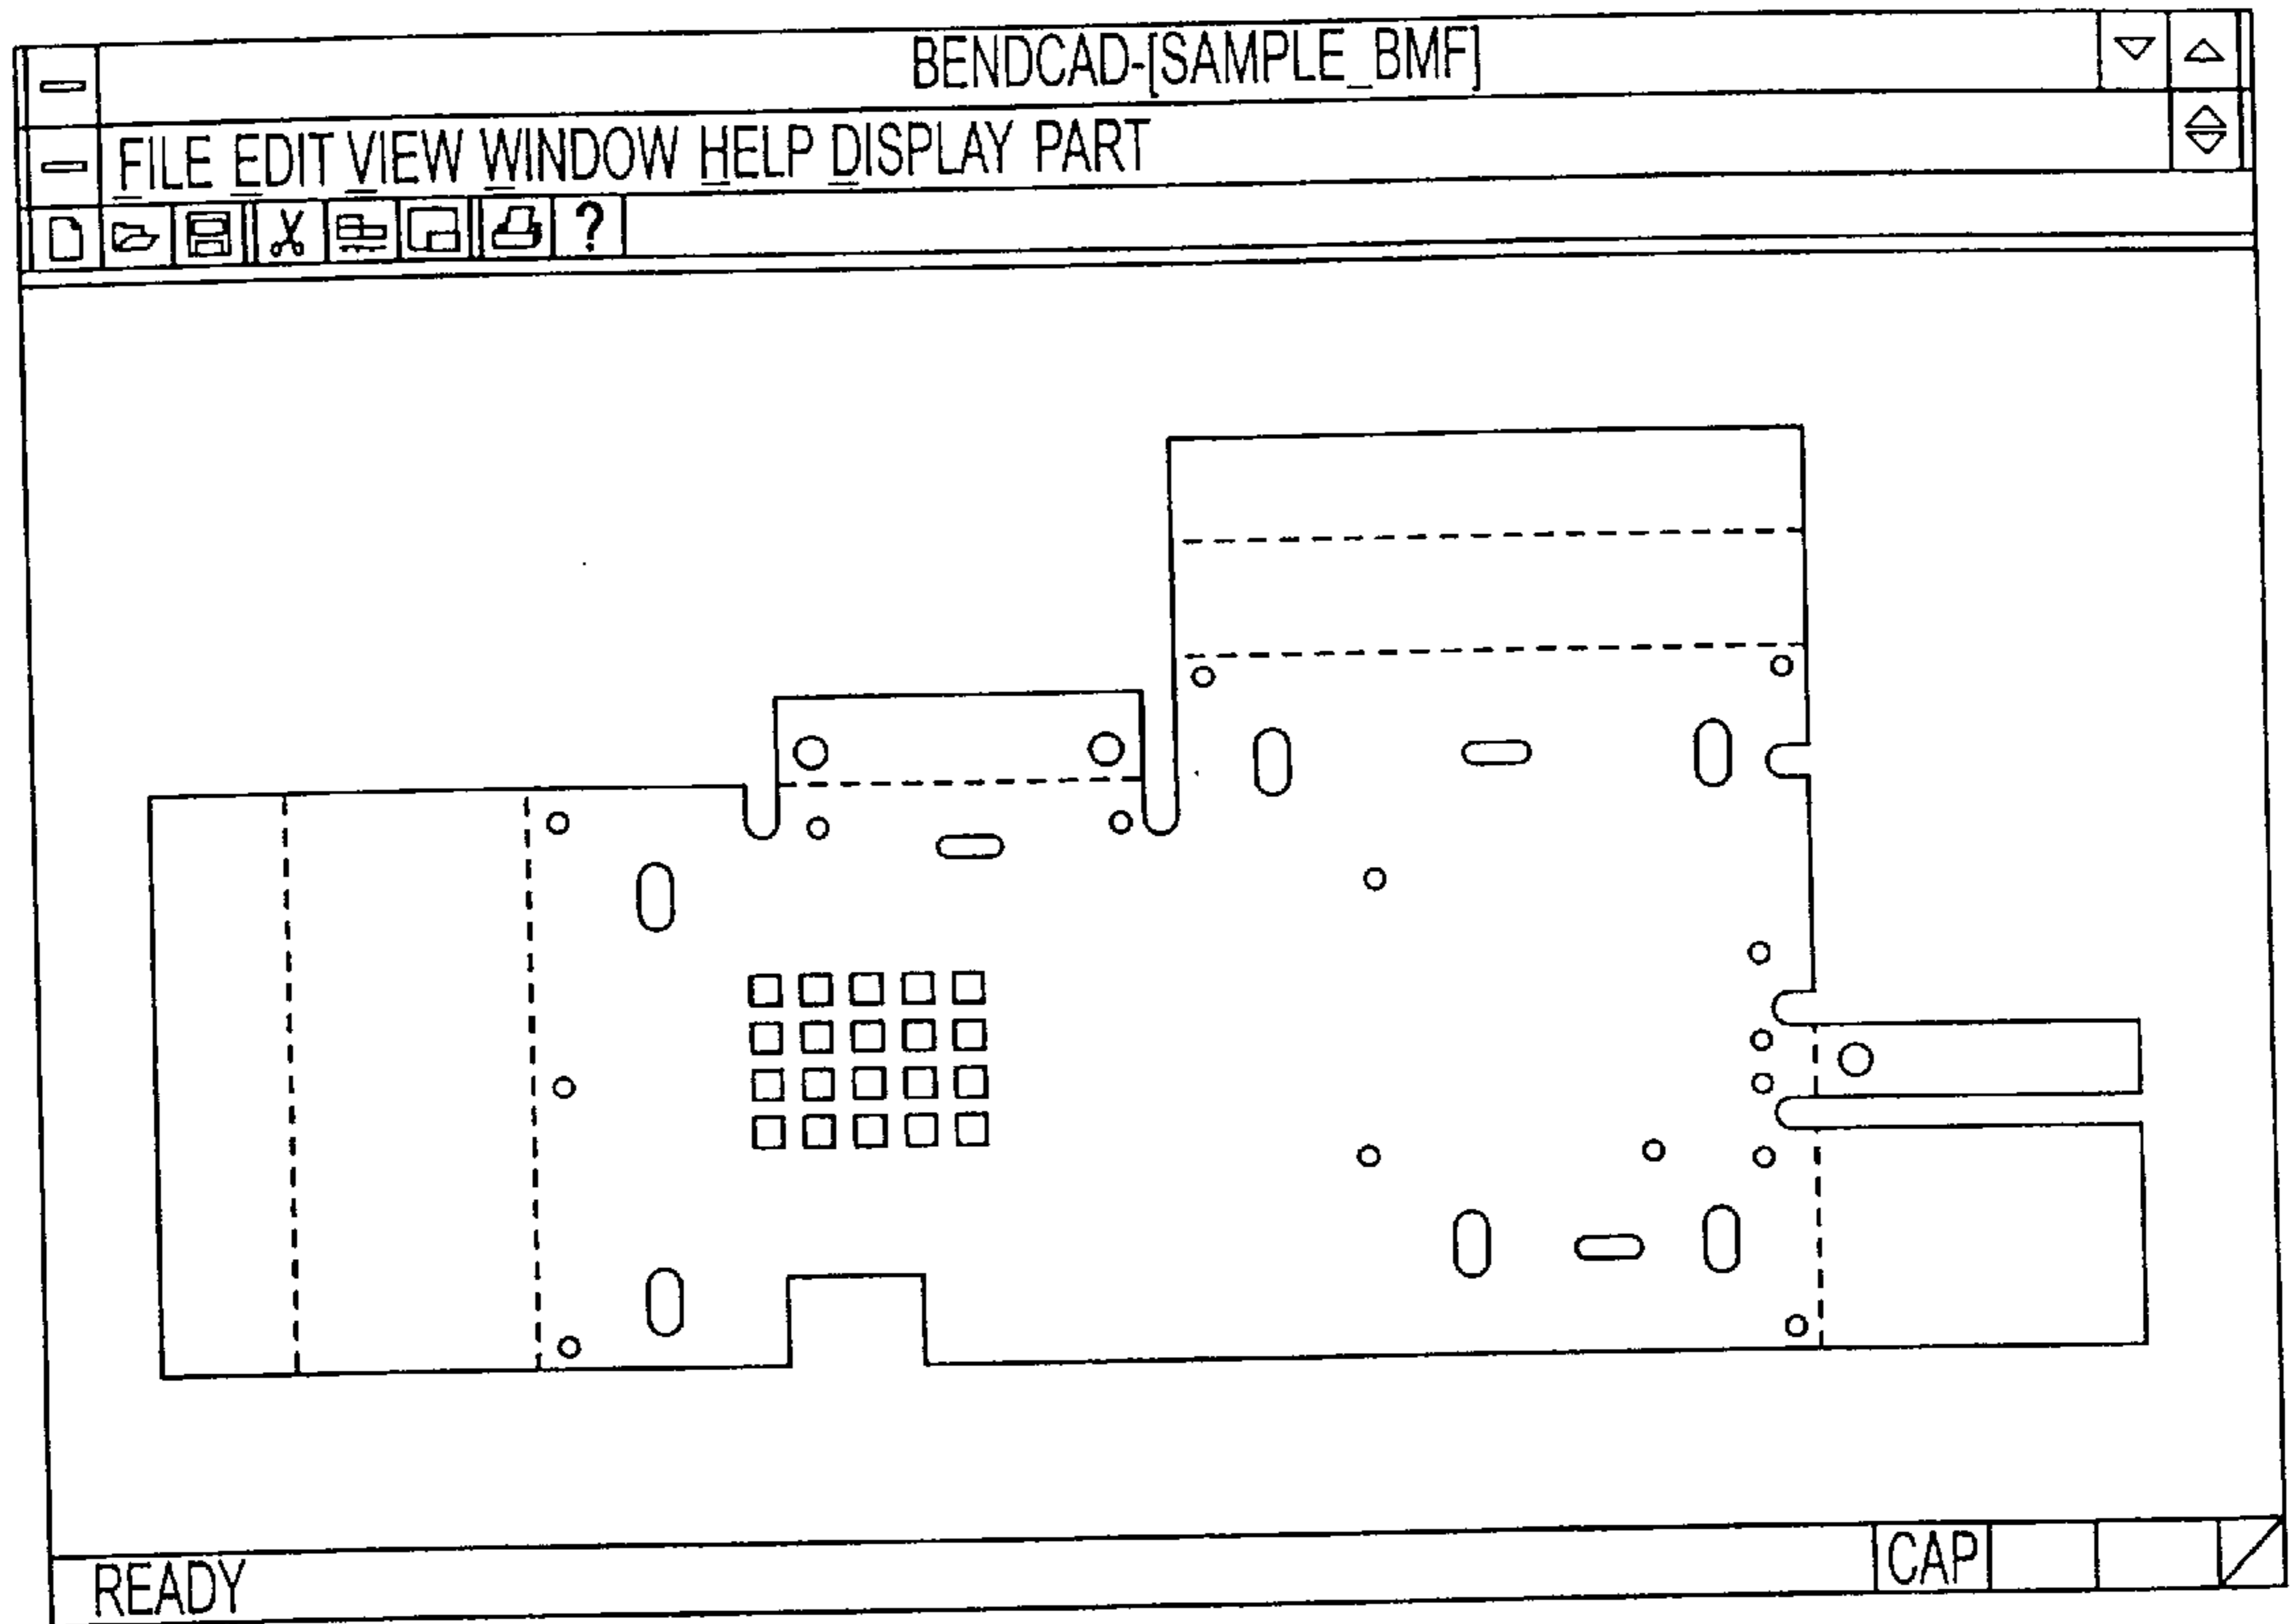 BENDCAD-[SAMPLE_BMF]
FILE EDIT VIEW WINDOW HELP DISPLAY PART
?
READY CAP